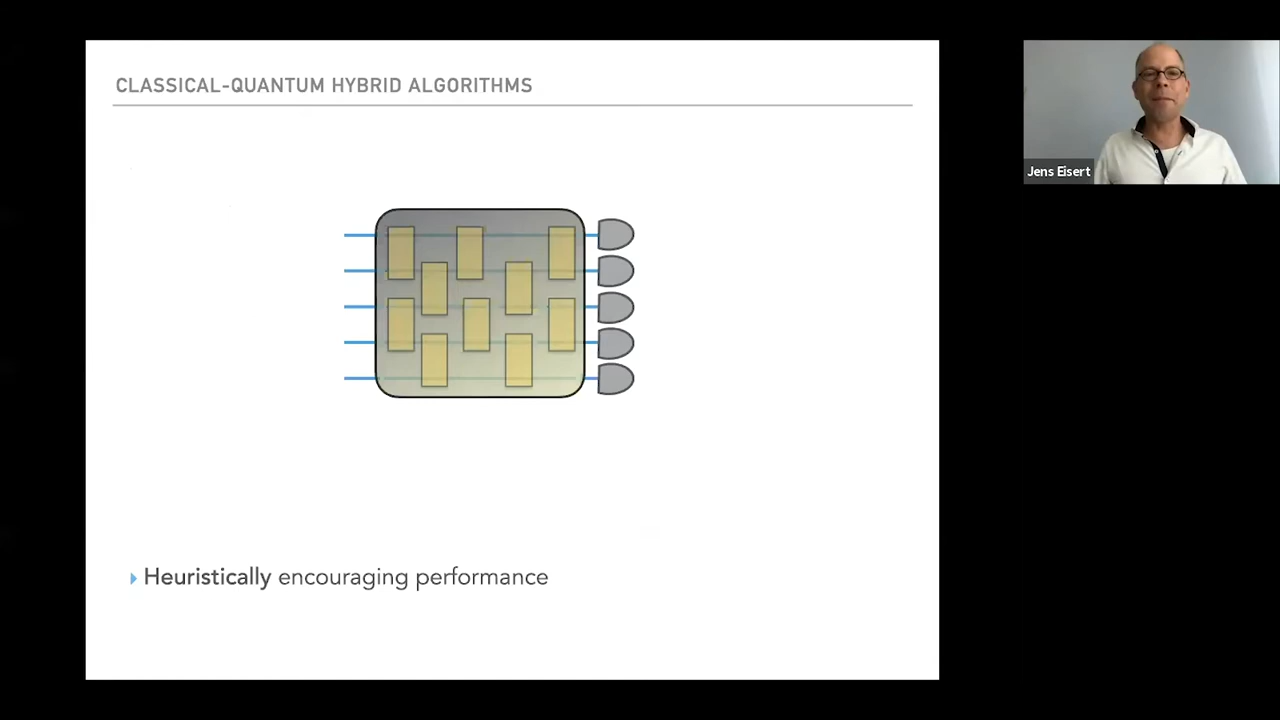 CLASSICAL-QUANTUM HYBRID ALGORITHMS
Jens Eisert
Heuristically encouraging performance